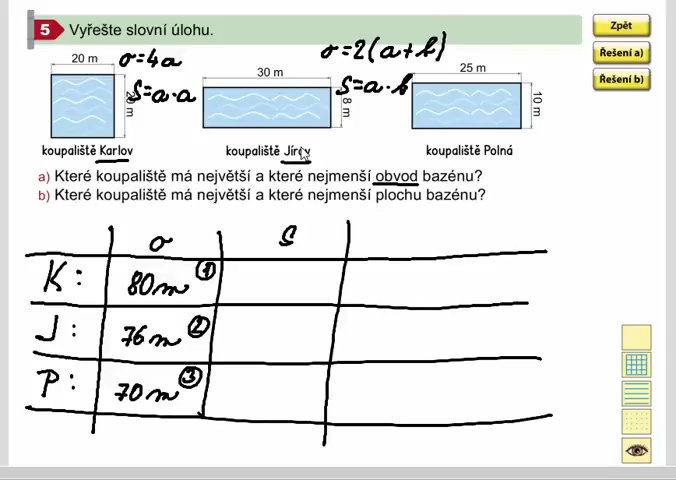 5 Vyřešte slovní úlohu.
Zpět
Řešení a)
Řešení b)
20 m
σ=4a
S=a·a
30 m
8 m
σ=2(a+b)
S=a·b
25 m
10 m
koupaliště Karlov
koupaliště
koupaliště Polná
a) Které koupaliště má největší a které nejmenší obvod bazénu?
b) Které koupaliště má největší a které nejmenší plochu bazénu?
σ S
K: 80m ①
J: 76m ②
P: 70m ③